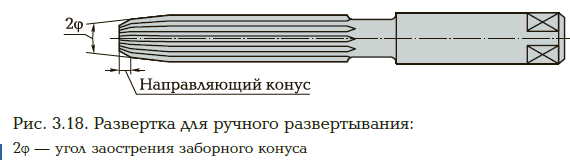 2φ
Направляющий конус
Рис. 3.18. Развертка для ручного развертывания:
2φ — угол заострения заборного конуса